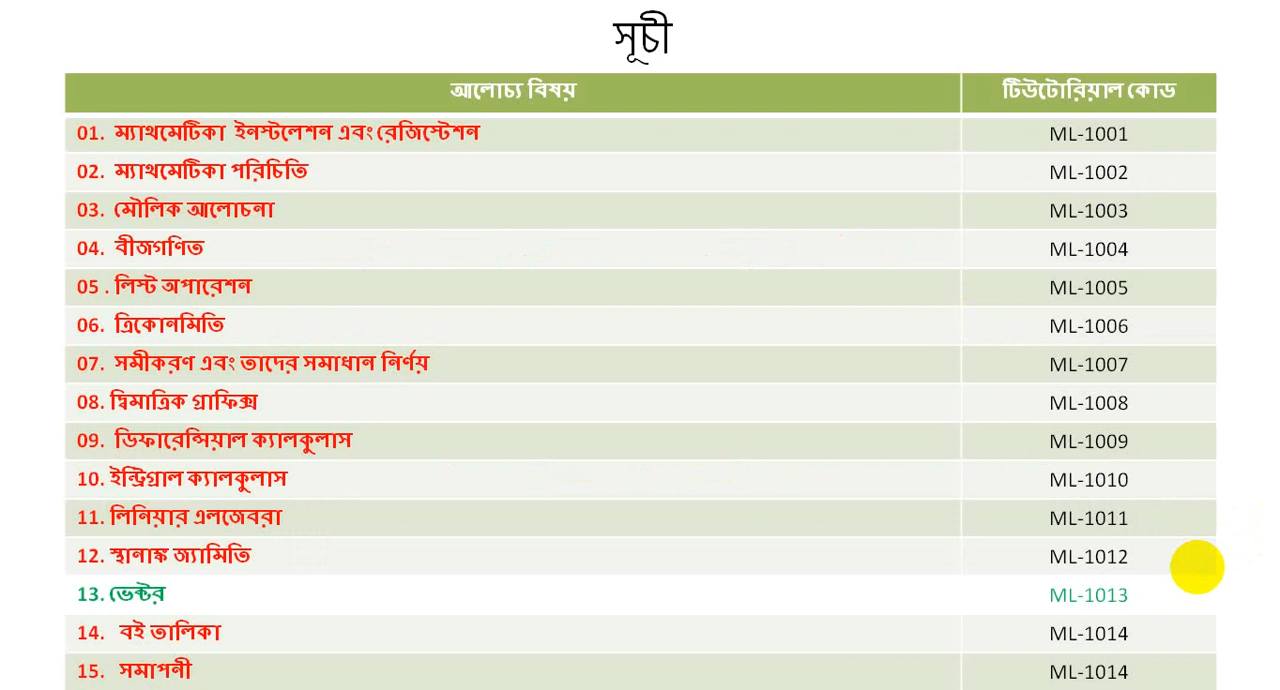 সূচী
আলোচ্য বিষয় টিউটোরিয়াল কোড
01. ম্যাথমেটিকা ইনস্টলেশন এবং রেজিস্টেশন ML-1001
02. ম্যাথমেটিকা পরিচিতি ML-1002
03. মৌলিক আলোচনা ML-1003
04. বীজগণিত ML-1004
05 . লিস্ট অপারেশন ML-1005
06. ত্রিকোনমিতি ML-1006
07. সমীকরণ এবং তাদের সমাধান নির্ণয় ML-1007
08. দ্বিমাত্রিক গ্রাফিক্স ML-1008
09. ডিফারেন্সিয়াল ক্যালকুলাস ML-1009
10. ইন্ট্রিগ্রাল ক্যালকুলাস ML-1010
11. লিনিয়ার এলজেবরা ML-1011
12. স্থানাঙ্ক জ্যামিতি ML-1012
13. ভেক্টর ML-1013
14. বই তালিকা ML-1014
15. সমাপনী ML-1014